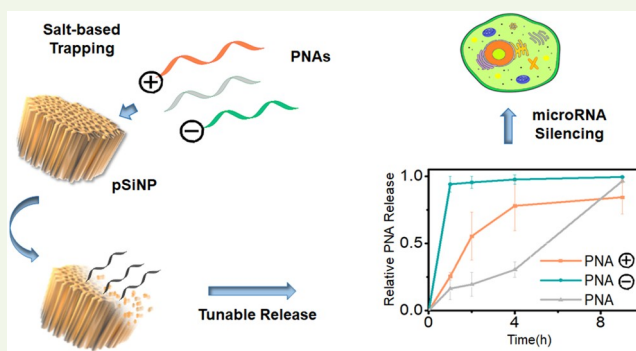 Salt-based
Trapping
PNAs
+
−
pSiNP
Tunable Release
microRNA
Silencing
Relative PNA Release
1.0
0.5
0.0
0
4
8
Time(h)
PNA +
PNA −
PNA